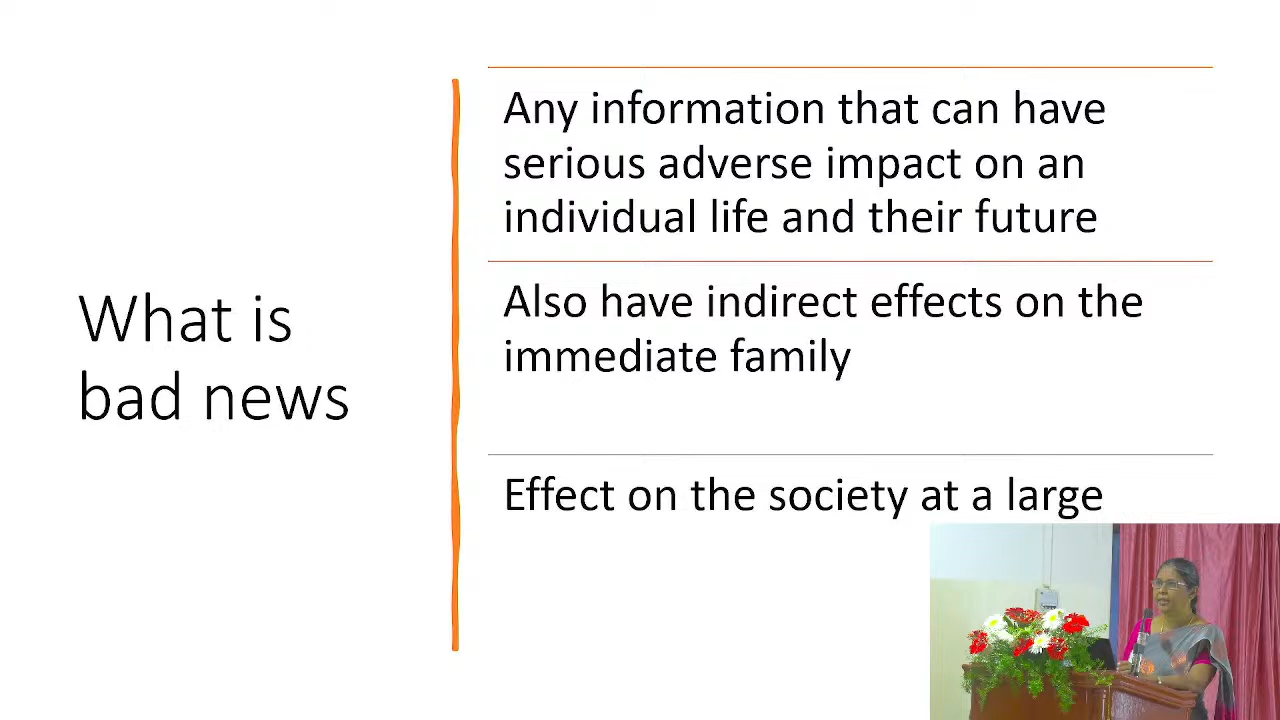 What is
bad news
Any information that can have
serious adverse impact on an
individual life and their future
Also have indirect effects on the
immediate family
Effect on the society at a large